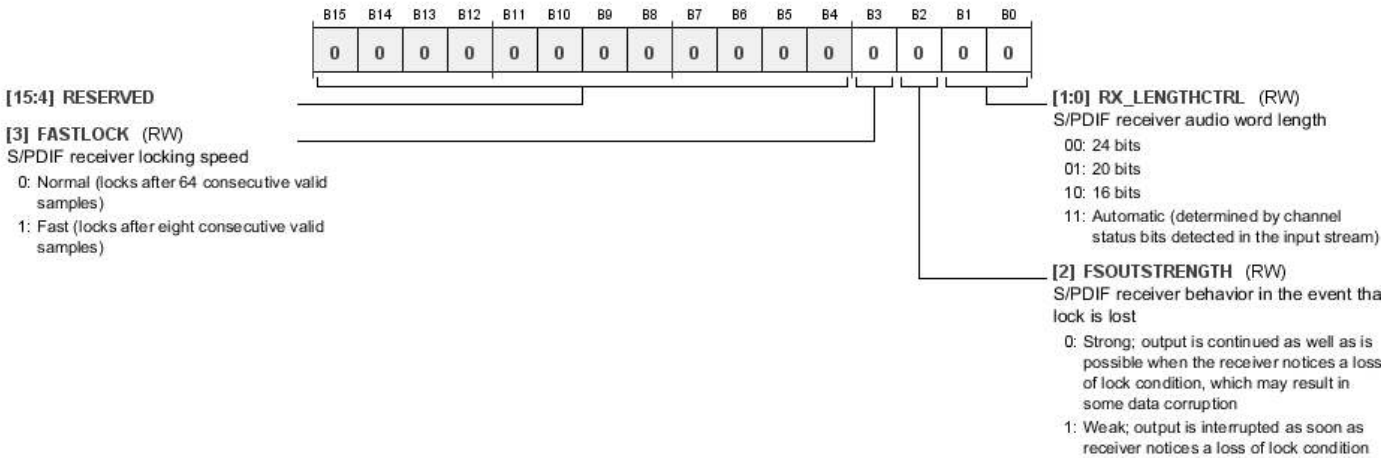 B15 B14 B13 B12 B11 B10 B9 B8 B7 B6 B5 B4 B3 B2 B1 B0
0 0 0 0 0 0 0 0 0 0 0 0 0 0 0 0
[15:4] RESERVED
[3] FASTLOCK (RW)
S/PDIF receiver locking speed
0: Normal (locks after 64 consecutive valid
samples)
1: Fast (locks after eight consecutive valid
samples)
[1:0] RX_LENGTHCTRL (RW)
S/PDIF receiver audio word length
00: 24 bits
01: 20 bits
10: 16 bits
11: Automatic (determined by channel
status bits detected in the input stream)
[2] FSOUTSTRENGTH (RW)
S/PDIF receiver behavior in the event tha
lock is lost
0: Strong; output is continued as well as is
possible when the receiver notices a loss
of lock condition, which may result in
some data corruption
1: Weak; output is interrupted as soon as
receiver notices a loss of lock condition